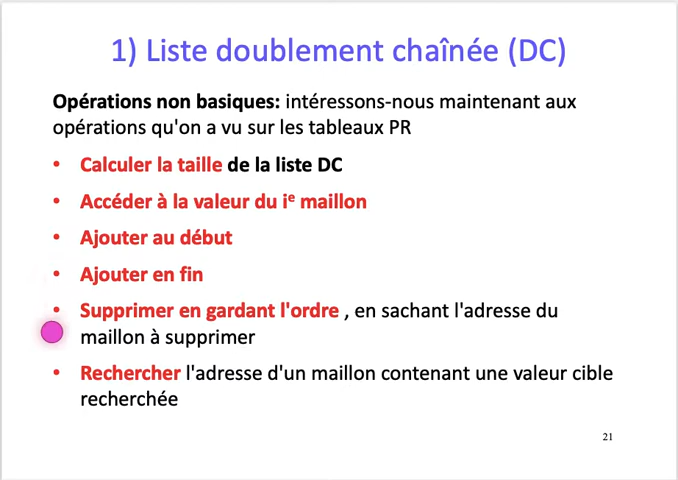 1) Liste doublement chaînée (DC)
Opérations non basiques: intéressons-nous maintenant aux
opérations qu'on a vu sur les tableaux PR
• Calculer la taille de la liste DC
• Accéder à la valeur du iᵉ maillon
• Ajouter au début
• Ajouter en fin
• Supprimer en gardant l'ordre , en sachant l'adresse du
maillon à supprimer
• Rechercher l'adresse d'un maillon contenant une valeur cible
recherchée
21